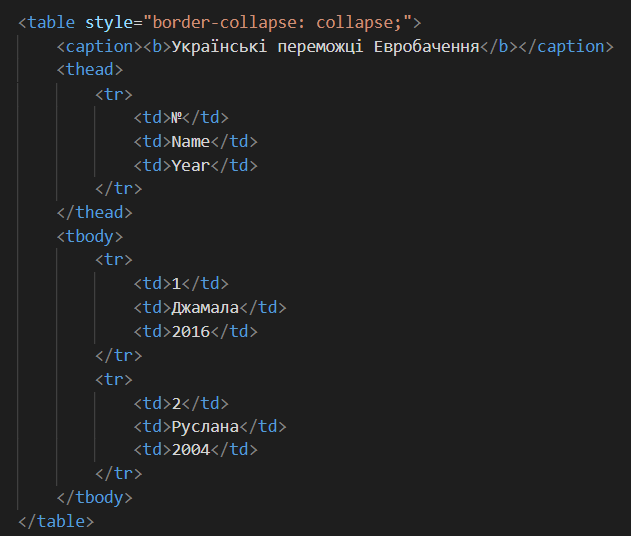 <table style="border-collapse: collapse;">
<caption><b>Українські переможці Евробачення</b></caption>
<thead>
<tr>
<td>№</td>
<td>Name</td>
<td>Year</td>
</tr>
</thead>
<tbody>
<tr>
<td>1</td>
<td>Джамала</td>
<td>2016</td>
</tr>
<tr>
<td>2</td>
<td>Руслана</td>
<td>2004</td>
</tr>
</tbody>
</table>